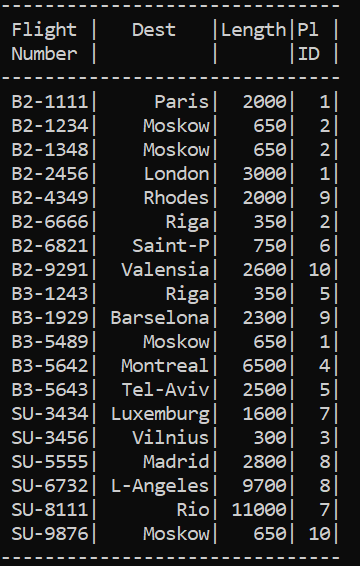 ----------------------------------
Flight | Dest |Length|Pl |
Number | | |ID |
----------------------------------
B2-1111| Paris| 2000| 1|
B2-1234| Moskow| 650| 2|
B2-1348| Moskow| 650| 2|
B2-2456| London| 3000| 1|
B2-4349| Rhodes| 2000| 9|
B2-6666| Riga| 350| 2|
B2-6821| Saint-P| 750| 6|
B2-9291| Valensia| 2600| 10|
B3-1243| Riga| 350| 5|
B3-1929| Barselona| 2300| 9|
B3-5489| Moskow| 650| 1|
B3-5642| Montreal| 6500| 4|
B3-5643| Tel-Aviv| 2500| 5|
SU-3434| Luxemburg| 1600| 7|
SU-3456| Vilnius| 300| 3|
SU-5555| Madrid| 2800| 8|
SU-6732| L-Angeles| 9700| 8|
SU-8111| Rio| 11000| 7|
SU-9876| Moskow| 650| 10|
----------------------------------